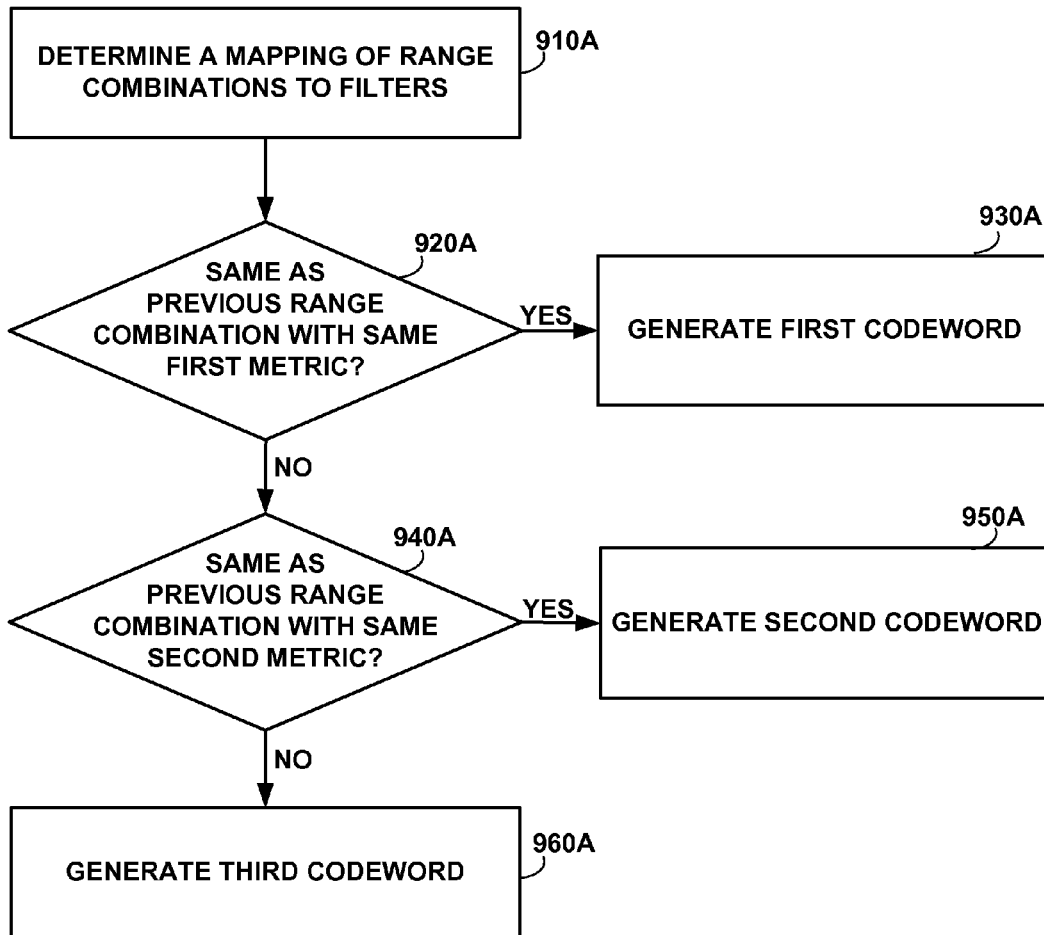 DETERMINE A MAPPING OF RANGE
COMBINATIONS TO FILTERS
910A
SAME AS
PREVIOUS RANGE
COMBINATION WITH SAME
FIRST METRIC?
920A
YES
930A
GENERATE FIRST CODEWORD
NO
SAME AS
PREVIOUS RANGE
COMBINATION WITH SAME
SECOND METRIC?
940A
YES
950A
GENERATE SECOND CODEWORD
NO
GENERATE THIRD CODEWORD
960A